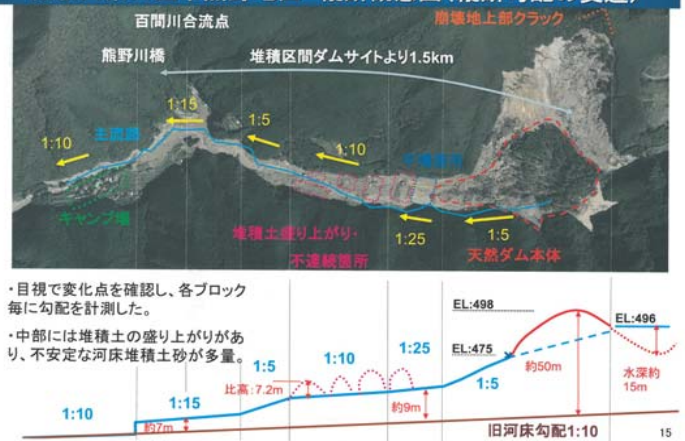 百間川合流点
崩壊地上部クラック
熊野川橋
堆積区間ダムサイトより1.5km
1:15
1:5
1:10
主流路
1:10
キャンプ場
堆積土盛り上がり・
不連続箇所
1:25
1:5
天然ダム本体
・目視で変化点を確認し、各ブロック
毎に勾配を計測した。
・中部には堆積土の盛り上がりがあ
り、不安定な河床堆積土砂が多量。
EL:498
EL:496
EL:475
1:5
1:10
1:25
比高:7.2m
約50m
水深約
15m
1:10
1:15
約7m
約9m
1:5
旧河床勾配1:10
15